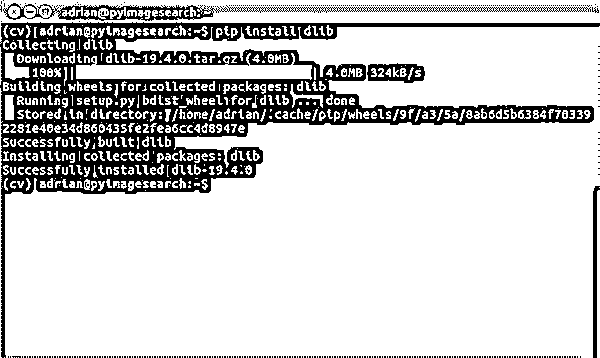 adrian@pyimagesearch: ~
(cv) adrian@pyimagesearch:~$ pip install dlib
Collecting dlib
  Downloading dlib-19.4.0.tar.gz (4.0MB)
    100% | | 4.0MB 324kB/s
Building wheels for collected packages: dlib
  Running setup.py bdist_wheel for dlib ... done
  Stored in directory: /home/adrian/.cache/pip/wheels/9f/a3/5a/8ab6d5b6384f70339
2281e40e34d860435fe2fea6cc4d8947e
Successfully built dlib
Installing collected packages: dlib
Successfully installed dlib-19.4.0
(cv) adrian@pyimagesearch:~$